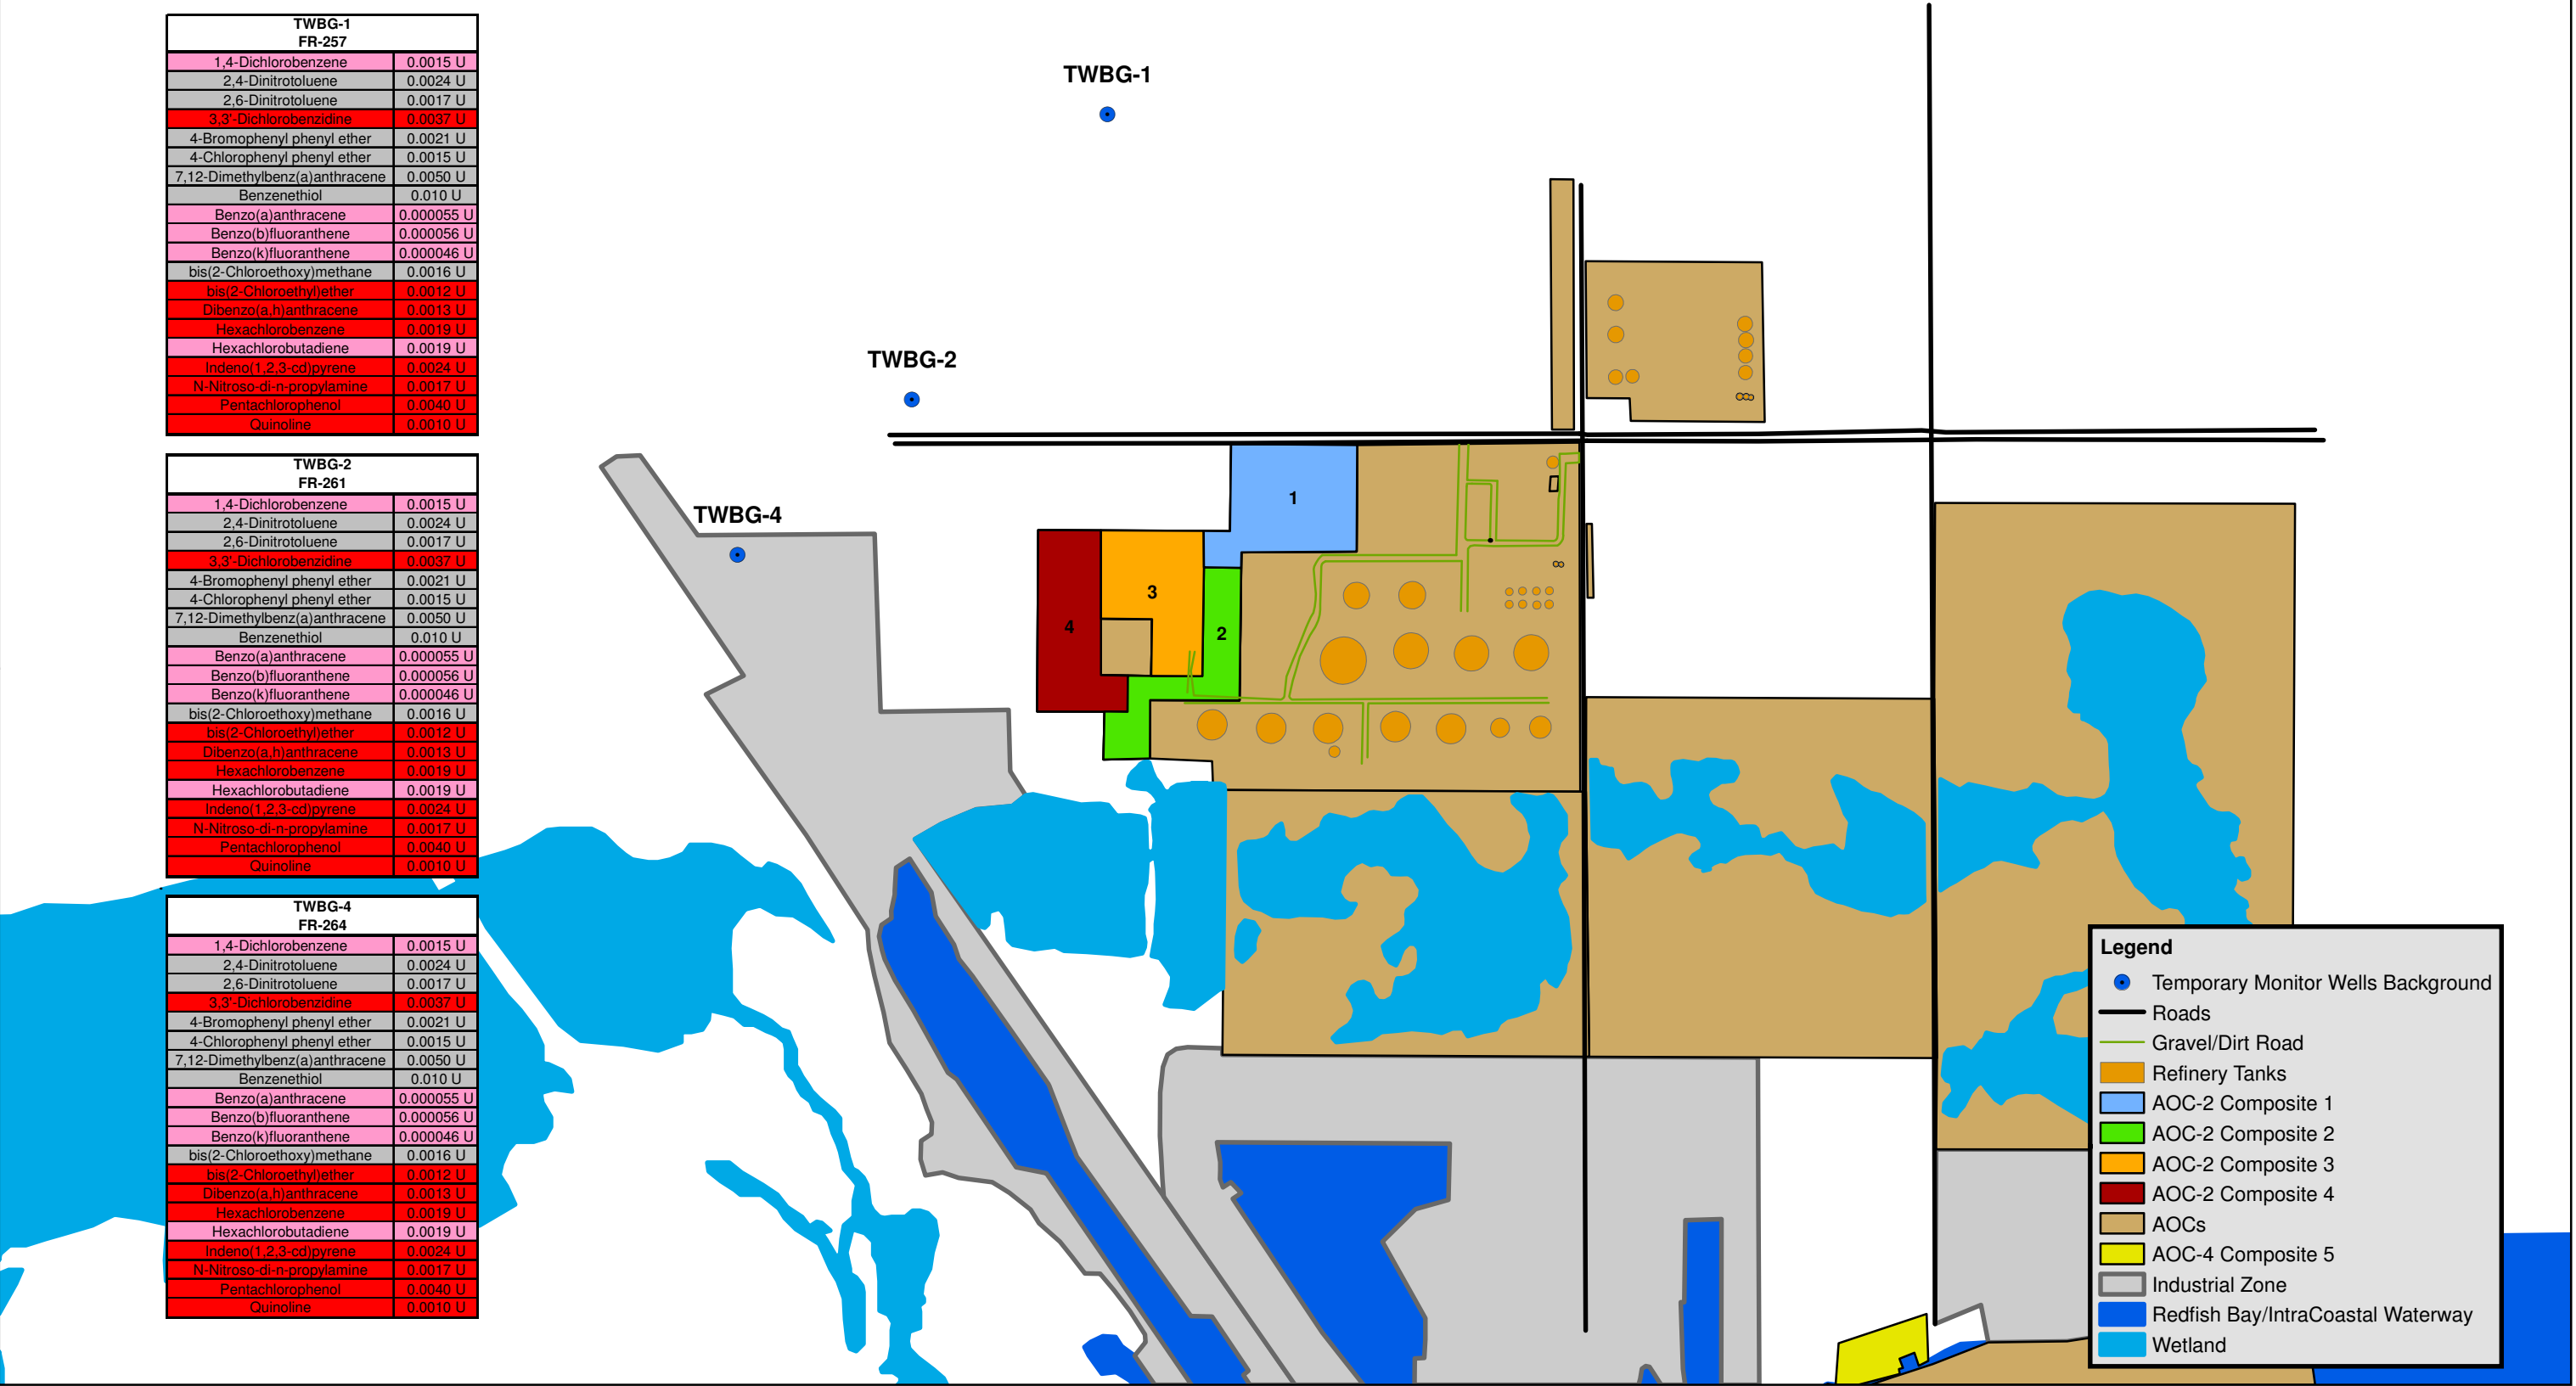 TWBG-1
FR-257
1,4-Dichlorobenzene 0.0015 U
2,4-Dinitrotoluene 0.0024 U
2,6-Dinitrotoluene 0.0017 U
3,3'-Dichlorobenzidine 0.0037 U
4-Bromophenyl phenyl ether 0.0021 U
4-Chlorophenyl phenyl ether 0.0015 U
7,12-Dimethylbenz(a)anthracene 0.0050 U
Benzenethiol 0.010 U
Benzo(a)anthracene 0.000055 U
Benzo(b)fluoranthene 0.000056 U
Benzo(k)fluoranthene 0.000046 U
bis(2-Chloroethoxy)methane 0.0016 U
bis(2-Chloroethyl)ether 0.0012 U
Dibenzo(a,h)anthracene 0.0013 U
Hexachlorobenzene 0.0019 U
Hexachlorobutadiene 0.0019 U
Indeno(1,2,3-cd)pyrene 0.0024 U
N-Nitroso-di-n-propylamine 0.0017 U
Pentachlorophenol 0.0040 U
Quinoline 0.0010 U
TWBG-2
FR-261
1,4-Dichlorobenzene 0.0015 U
2,4-Dinitrotoluene 0.0024 U
2,6-Dinitrotoluene 0.0017 U
3,3'-Dichlorobenzidine 0.0037 U
4-Bromophenyl phenyl ether 0.0021 U
4-Chlorophenyl phenyl ether 0.0015 U
7,12-Dimethylbenz(a)anthracene 0.0050 U
Benzenethiol 0.010 U
Benzo(a)anthracene 0.000055 U
Benzo(b)fluoranthene 0.000056 U
Benzo(k)fluoranthene 0.000046 U
bis(2-Chloroethoxy)methane 0.0016 U
bis(2-Chloroethyl)ether 0.0012 U
Dibenzo(a,h)anthracene 0.0013 U
Hexachlorobenzene 0.0019 U
Hexachlorobutadiene 0.0019 U
Indeno(1,2,3-cd)pyrene 0.0024 U
N-Nitroso-di-n-propylamine 0.0017 U
Pentachlorophenol 0.0040 U
Quinoline 0.0010 U
TWBG-4
FR-264
1,4-Dichlorobenzene 0.0015 U
2,4-Dinitrotoluene 0.0024 U
2,6-Dinitrotoluene 0.0017 U
3,3'-Dichlorobenzidine 0.0037 U
4-Bromophenyl phenyl ether 0.0021 U
4-Chlorophenyl phenyl ether 0.0015 U
7,12-Dimethylbenz(a)anthracene 0.0050 U
Benzenethiol 0.010 U
Benzo(a)anthracene 0.000055 U
Benzo(b)fluoranthene 0.000056 U
Benzo(k)fluoranthene 0.000046 U
bis(2-Chloroethoxy)methane 0.0016 U
bis(2-Chloroethyl)ether 0.0012 U
Dibenzo(a,h)anthracene 0.0013 U
Hexachlorobenzene 0.0019 U
Hexachlorobutadiene 0.0019 U
Indeno(1,2,3-cd)pyrene 0.0024 U
N-Nitroso-di-n-propylamine 0.0017 U
Pentachlorophenol 0.0040 U
Quinoline 0.0010 U
TWBG-1
TWBG-2
TWBG-4
1
3
4
2
Legend
Temporary Monitor Wells Background
Roads
Gravel/Dirt Road
Refinery Tanks
AOC-2 Composite 1
AOC-2 Composite 2
AOC-2 Composite 3
AOC-2 Composite 4
AOCs
AOC-4 Composite 5
Industrial Zone
Redfish Bay/IntraCoastal Waterway
Wetland